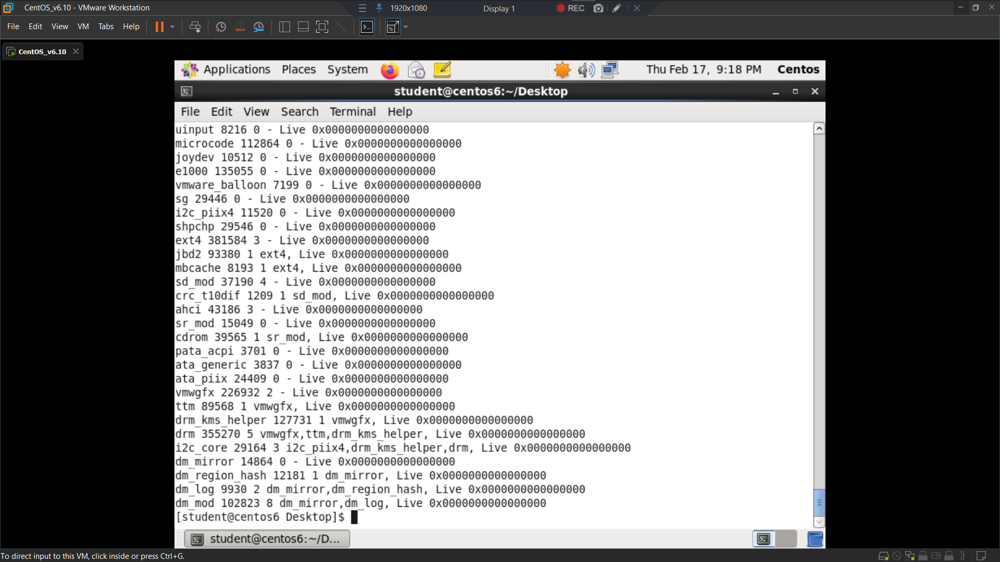 CentOS_v6.10 - VMware Workstation
1920x1080
Display 1
REC
File Edit View VM Tabs Help
CentOS_v6.10
Applications Places System
Thu Feb 17, 9:18 PM Centos
student@centos6:~/Desktop
File Edit View Search Terminal Help
uinput 8216 0 - Live 0x0000000000000000
microcode 112864 0 - Live 0x0000000000000000
joydev 10512 0 - Live 0x0000000000000000
e1000 135055 0 - Live 0x0000000000000000
vmware_balloon 7199 0 - Live 0x0000000000000000
sg 29446 0 - Live 0x0000000000000000
i2c_piix4 11520 0 - Live 0x0000000000000000
shpchp 29546 0 - Live 0x0000000000000000
ext4 381584 3 - Live 0x0000000000000000
jbd2 93380 1 ext4, Live 0x0000000000000000
mbcache 8193 1 ext4, Live 0x0000000000000000
sd_mod 37190 4 - Live 0x0000000000000000
crc_t10dif 1209 1 sd_mod, Live 0x0000000000000000
ahci 43186 3 - Live 0x0000000000000000
sr_mod 15049 0 - Live 0x0000000000000000
cdrom 39565 1 sr_mod, Live 0x0000000000000000
pata_acpi 3701 0 - Live 0x0000000000000000
ata_generic 3837 0 - Live 0x0000000000000000
ata_piix 24409 0 - Live 0x0000000000000000
vmwgfx 226932 2 - Live 0x0000000000000000
ttm 89568 1 vmwgfx, Live 0x0000000000000000
drm_kms_helper 127731 1 vmwgfx, Live 0x0000000000000000
drm 355270 5 vmwgfx,ttm,drm_kms_helper, Live 0x0000000000000000
i2c_core 29164 3 i2c_piix4,drm_kms_helper,drm, Live 0x0000000000000000
dm_mirror 14864 0 - Live 0x0000000000000000
dm_region_hash 12181 1 dm_mirror, Live 0x0000000000000000
dm_log 9930 2 dm_mirror,dm_region_hash, Live 0x0000000000000000
dm_mod 102823 8 dm_mirror,dm_log, Live 0x0000000000000000
[student@centos6 Desktop]$
student@centos6:~/D...
To direct input to this VM, click inside or press Ctrl+G.